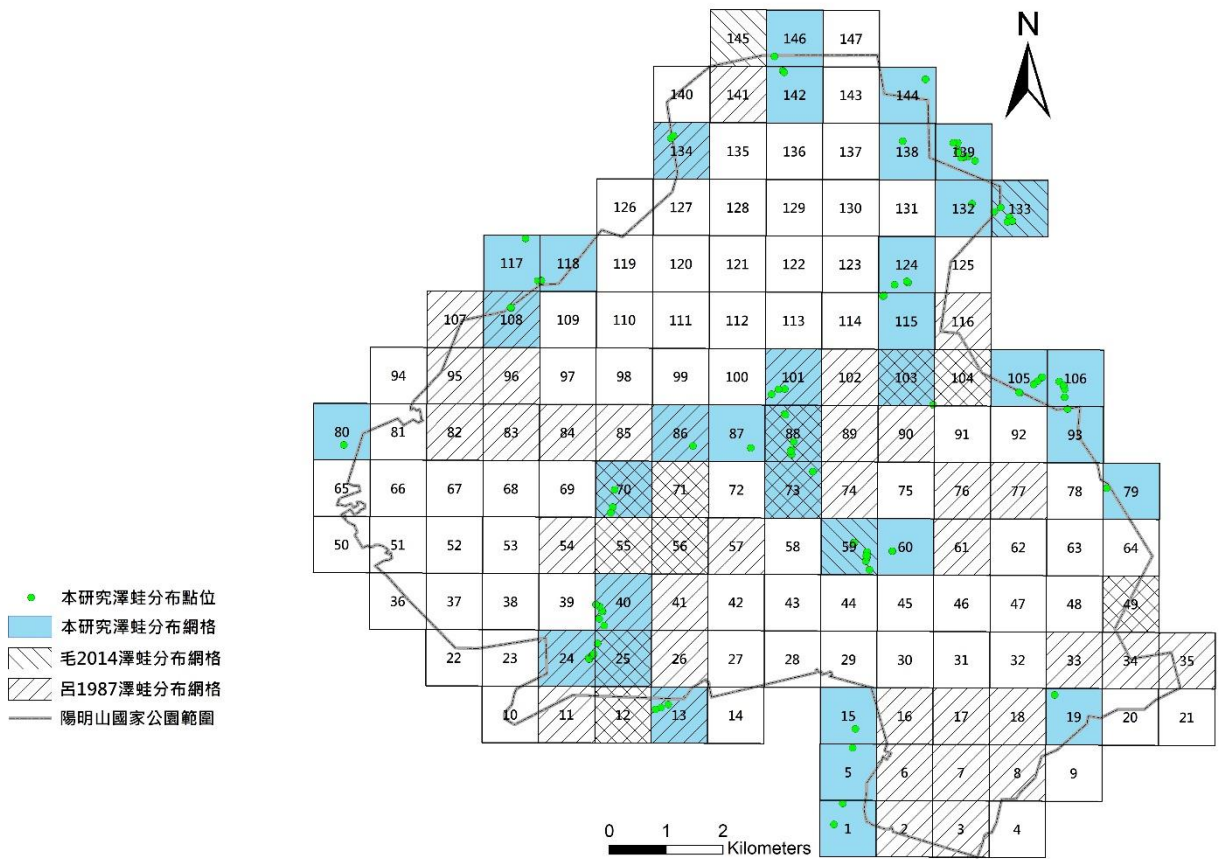 145 146 147
N
140 141 142 143 144
134 135 136 137 138 139
126 127 128 129 130 131 132 133
117 118 119 120 121 122 123 124 125
107 108 109 110 111 112 113 114 115 116
94 95 96 97 98 99 100 101 102 103 104 105 106
80 81 82 83 84 85 86 87 88 89 90 91 92 93
65 66 67 68 69 70 71 72 73 74 75 76 77 78 79
50 51 52 53 54 55 56 57 58 59 60 61 62 63 64
36 37 38 39 40 41 42 43 44 45 46 47 48 49
22 23 24 25 26 27 28 29 30 31 32 33 34 35
10 11 12 13 14 15 16 17 18 19 20 21
5 6 7 8 9
1 2 3 4
本研究澤蛙分布點位
本研究澤蛙分布網格
毛2014澤蛙分布網格
呂1987澤蛙分布網格
陽明山國家公園範圍
0 1 2
Kilometers